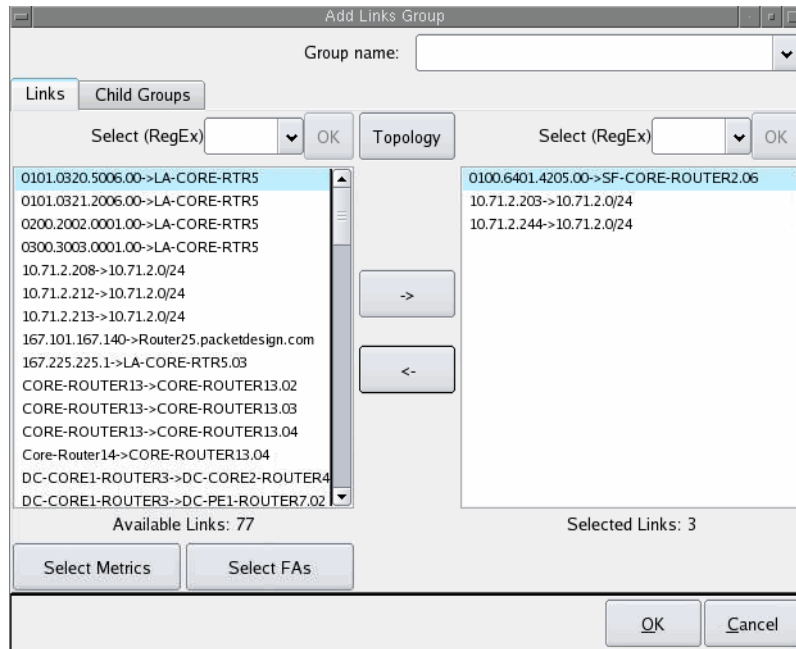 Add Links Group
Group name:
Links
Child Groups
Select (RegEx)
OK
Topology
Select (RegEx)
OK
0101.0320.5006.00->LA-CORE-RTR5
0101.0321.2006.00->LA-CORE-RTR5
0200.2002.0001.00->LA-CORE-RTR5
0300.3003.0001.00->LA-CORE-RTR5
10.71.2.208->10.71.2.0/24
10.71.2.212->10.71.2.0/24
10.71.2.213->10.71.2.0/24
167.101.167.140->Router25.packetdesign.com
167.225.225.1->LA-CORE-RTR5.03
CORE-ROUTER13->CORE-ROUTER13.02
CORE-ROUTER13->CORE-ROUTER13.03
CORE-ROUTER13->CORE-ROUTER13.04
Core-Router14->CORE-ROUTER13.04
DC-CORE1-ROUTER3->DC-CORE2-ROUTER4
DC-CORE1-ROUTER3->DC-PE1-ROUTER7.02
->
<-
0100.6401.4205.00->SF-CORE-ROUTER2.06
10.71.2.203->10.71.2.0/24
10.71.2.244->10.71.2.0/24
Available Links: 77
Selected Links: 3
Select Metrics
Select FAs
OK
Cancel